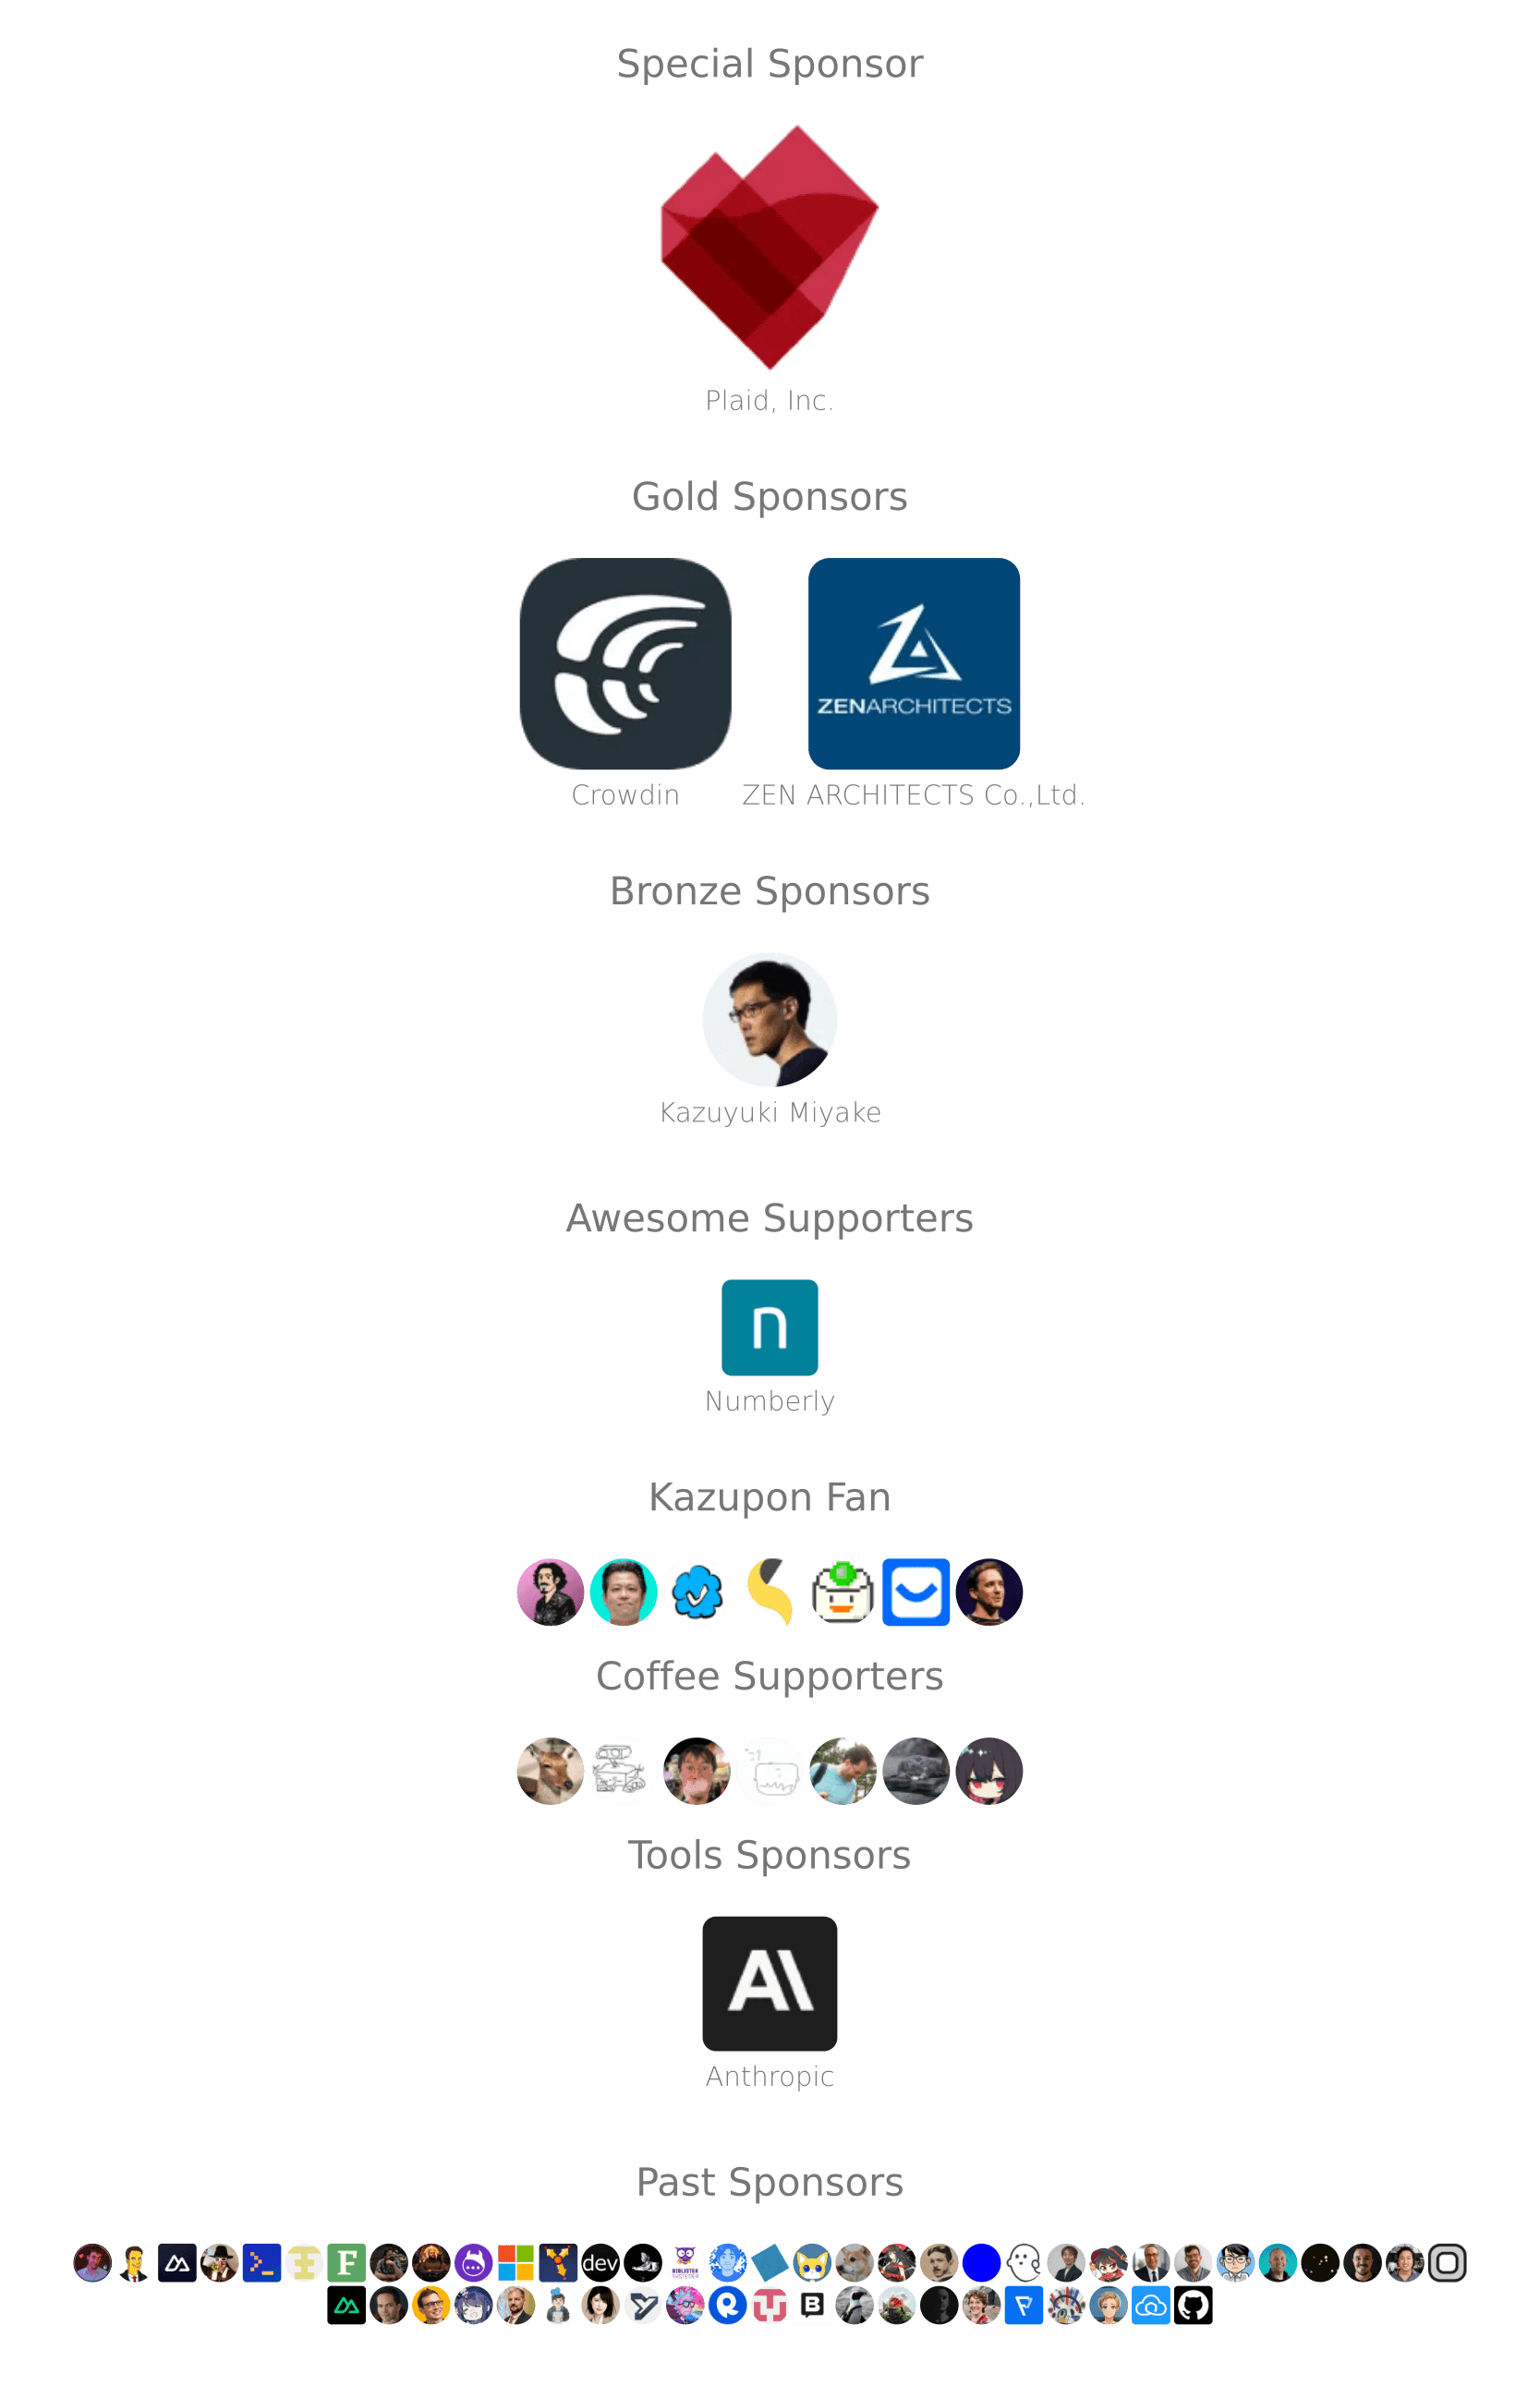 Special Sponsor
Plaid, Inc.
Gold Sponsors
ZENARCHITECTS
Crowdin
ZEN ARCHITECTS Co.,Ltd.
Bronze Sponsors
Kazuyuki Miyake
Awesome Supporters
n
Numberly
Kazupon Fan
Coffee Supporters
Tools Sponsors
A\
Anthropic
Past Sponsors
F
dev
B